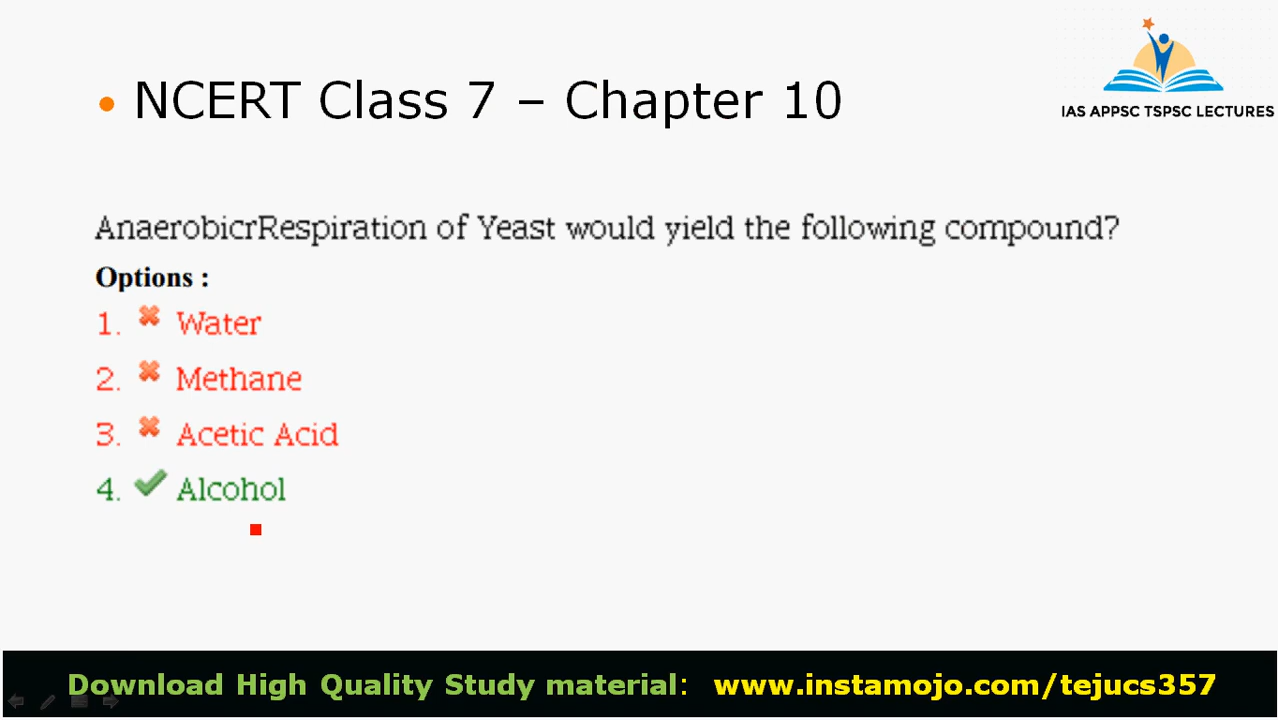 IAS APPSC TSPSC LECTURES
• NCERT Class 7 – Chapter 10
AnaerobicrRespiration of Yeast would yield the following compound?
Options :
1. ✖ Water
2. ✖ Methane
3. ✖ Acetic Acid
4. ✔ Alcohol
Download High Quality Study material: www.instamojo.com/tejucs357